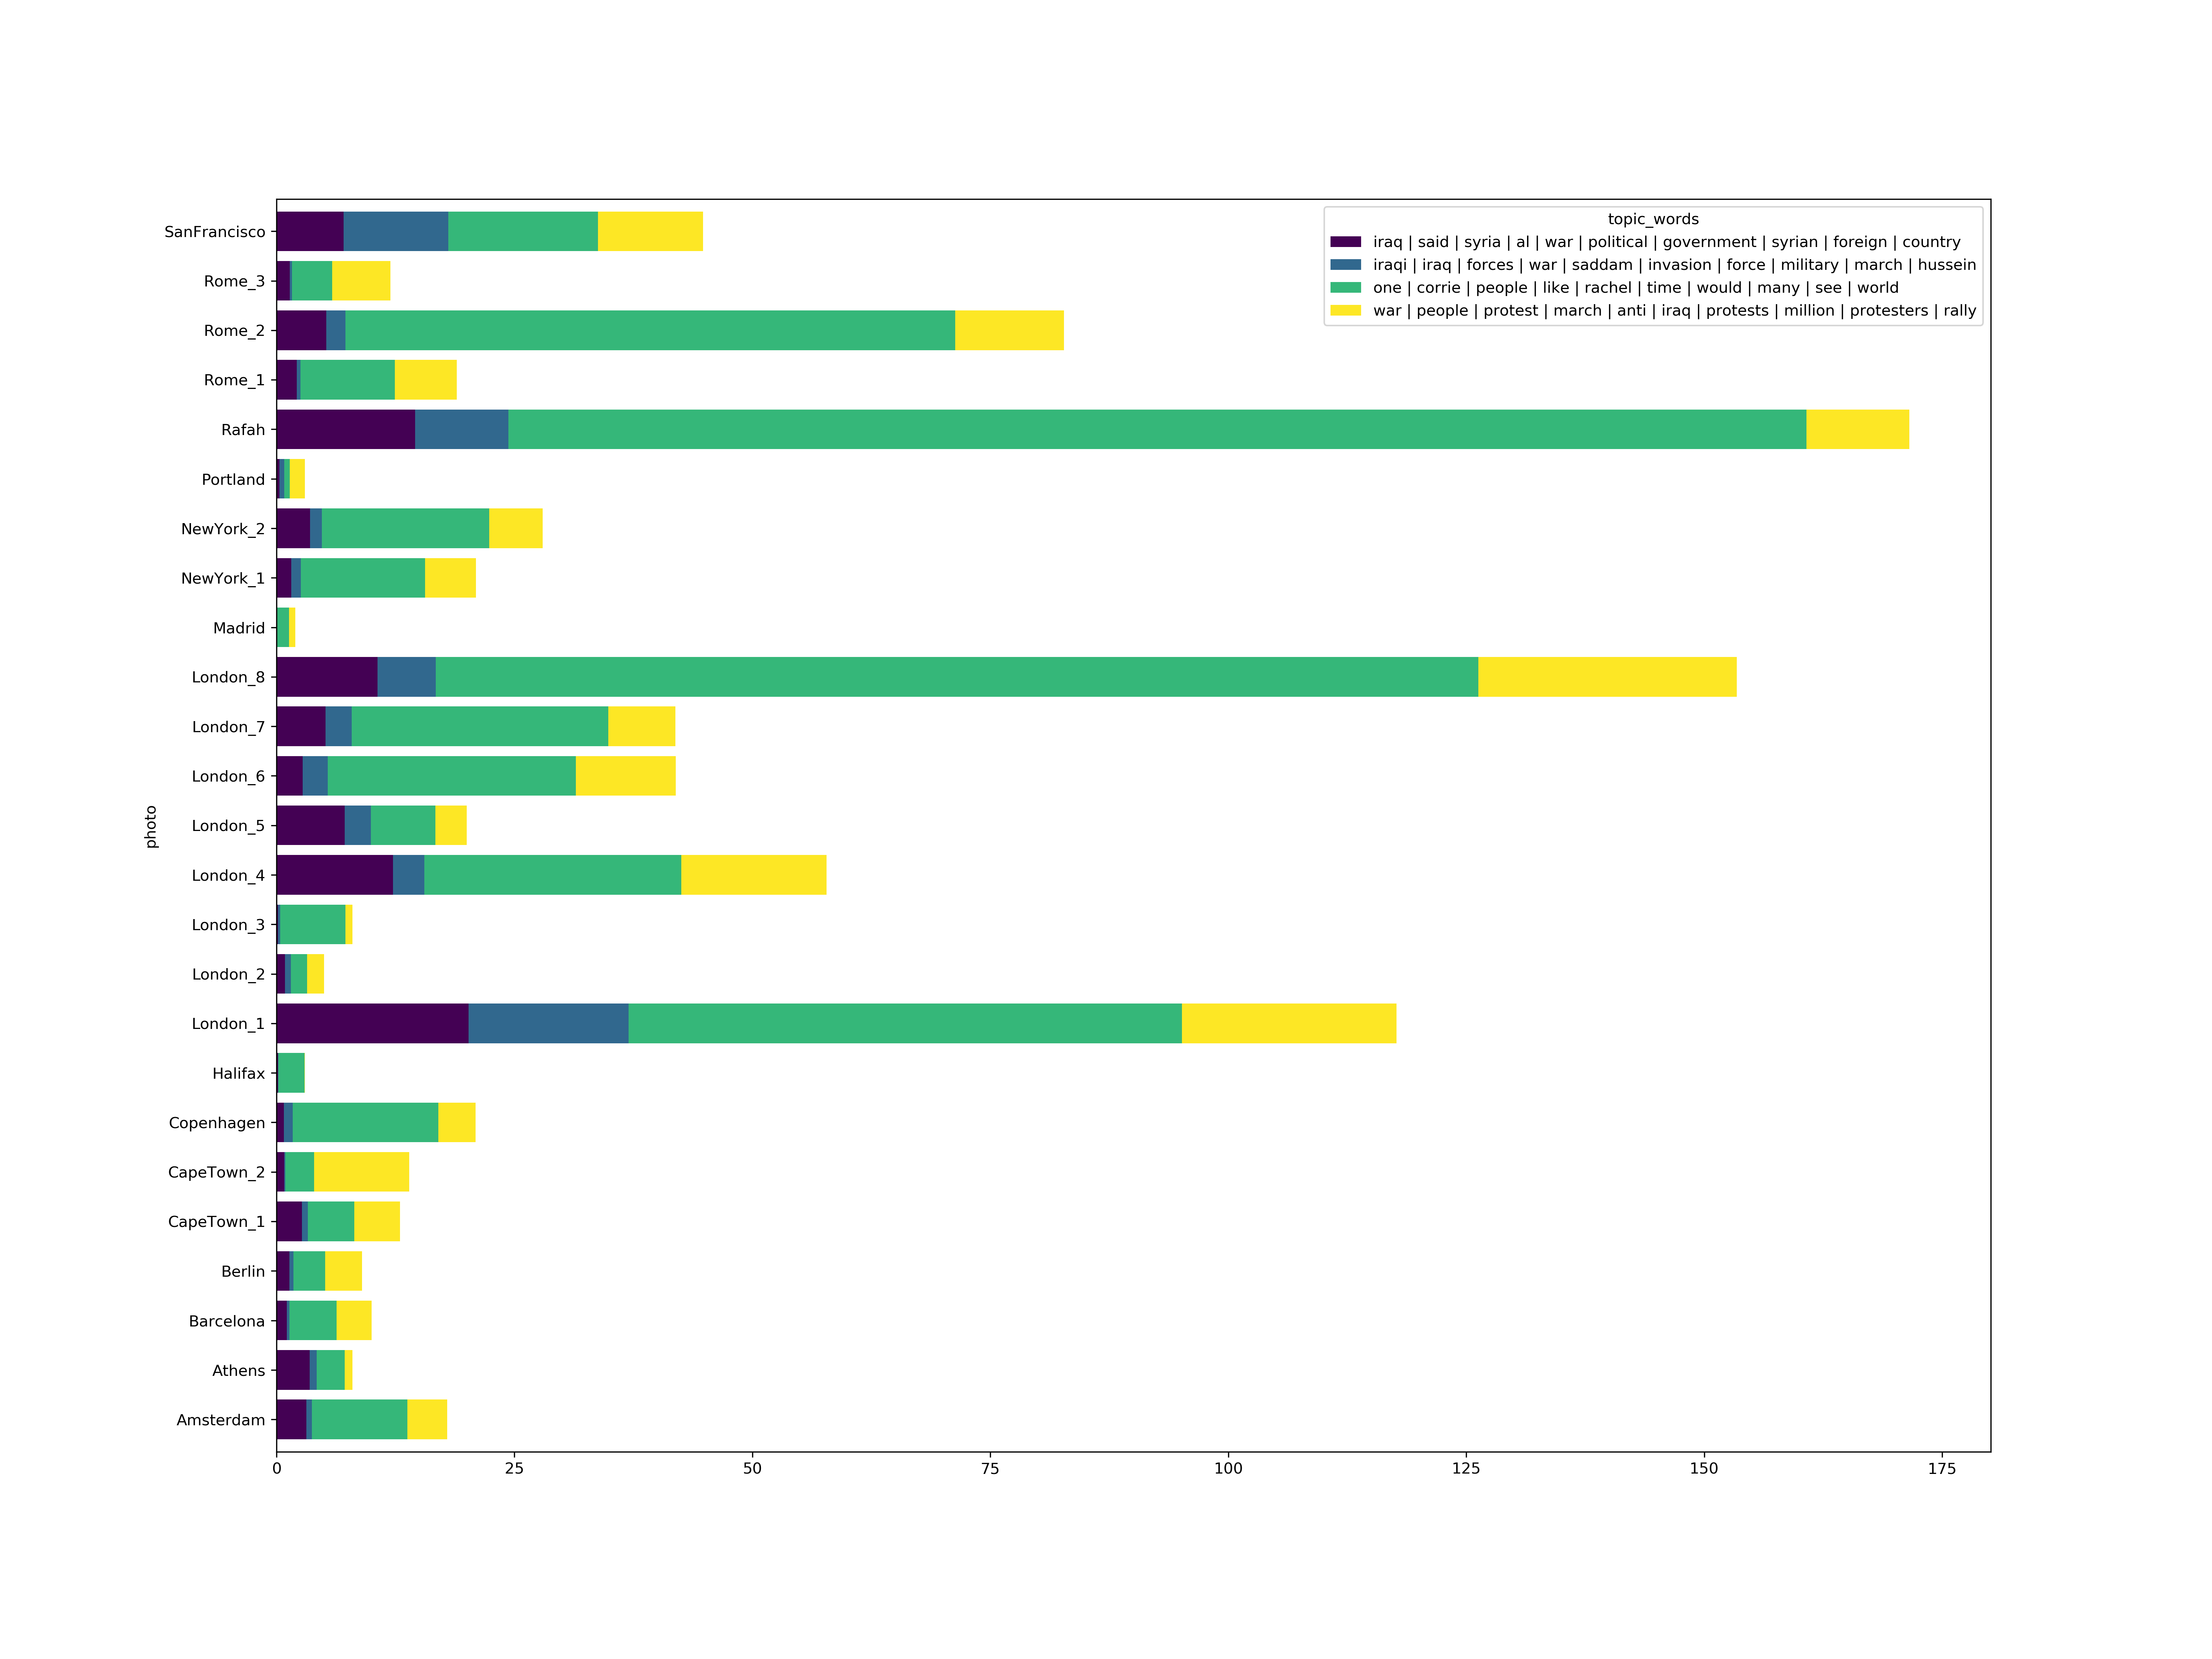 topic_words
iraq | said | syria | al | war | political | government | syrian | foreign | country
iraqi | iraq | forces | war | saddam | invasion | force | military | march | hussein
one | corrie | people | like | rachel | time | would | many | see | world
war | people | protest | march | anti | iraq | protests | million | protesters | rally
photo
SanFrancisco
Rome_3
Rome_2
Rome_1
Rafah
Portland
NewYork_2
NewYork_1
Madrid
London_8
London_7
London_6
London_5
London_4
London_3
London_2
London_1
Halifax
Copenhagen
CapeTown_2
CapeTown_1
Berlin
Barcelona
Athens
Amsterdam
0 25 50 75 100 125 150 175